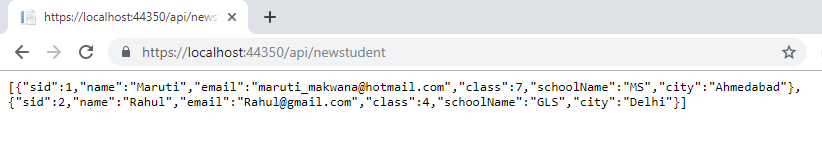 https://localhost:44350/api/news
https://localhost:44350/api/newstudent
[{"sid":1,"name":"Maruti","email":"maruti_makwana@hotmail.com","class":7,"schoolName":"MS","city":"Ahmedabad"},
{"sid":2,"name":"Rahul","email":"Rahul@gmail.com","class":4,"schoolName":"GLS","city":"Delhi"}]